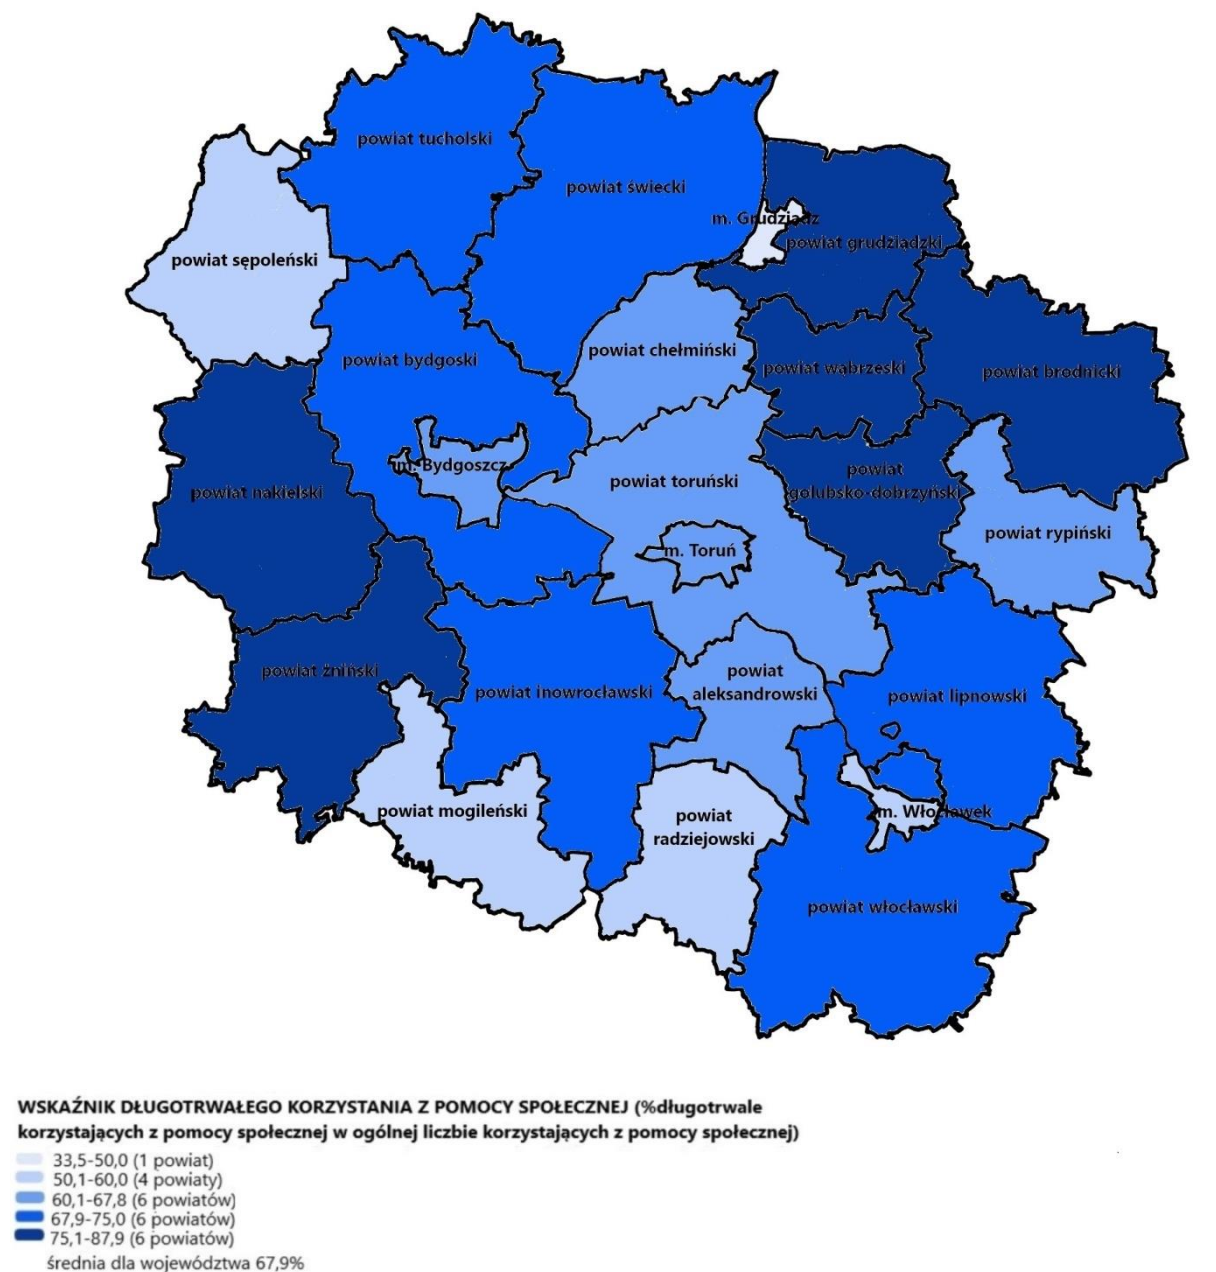 powiat tucholski
powiat świecki
m. Grudziądz
powiat grudziądzki
powiat sępoleński
powiat chełmiński
powiat bydgoski
powiat wąbrzeski
powiat brodnicki
m. Bydgoszcz
powiat nakielski
powiat toruński
powiat
golubsko-dobrzyński
powiat rypiński
m. Toruń
powiat żniński
powiat inowrocławski
powiat
aleksandrowski
powiat lipnowski
powiat mogileński
powiat
radziejowski
m. Włocławek
powiat włocławski
WSKAŹNIK DŁUGOTRWAŁEGO KORZYSTANIA Z POMOCY SPOŁECZNEJ (%długotrwale
korzystających z pomocy społecznej w ogólnej liczbie korzystających z pomocy społecznej)
33,5-50,0 (1 powiat)
50,1-60,0 (4 powiaty)
60,1-67,8 (6 powiatów)
67,9-75,0 (6 powiatów)
75,1-87,9 (6 powiatów)
średnia dla województwa 67,9%